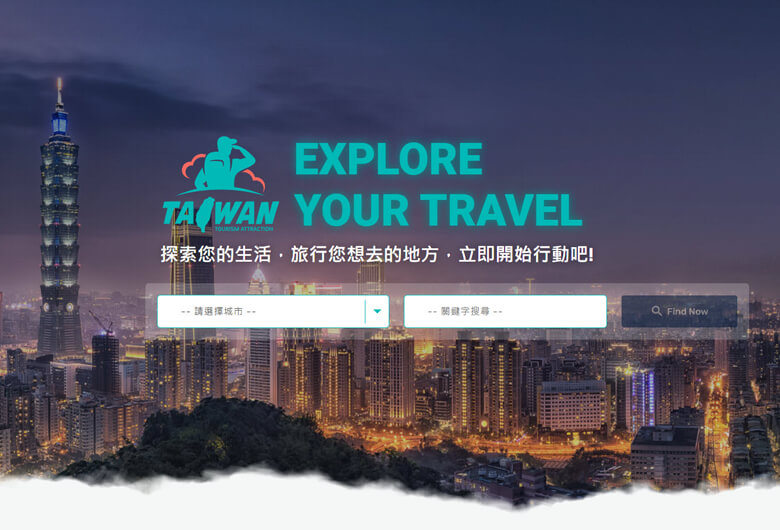 EXPLORE
YOUR TRAVEL
TAIWAN
TOURISM ATTRACTION
探索您的生活，旅行您想去的地方，立即開始行動吧!
-- 請選擇城市 --
-- 關鍵字搜尋 --
Find Now